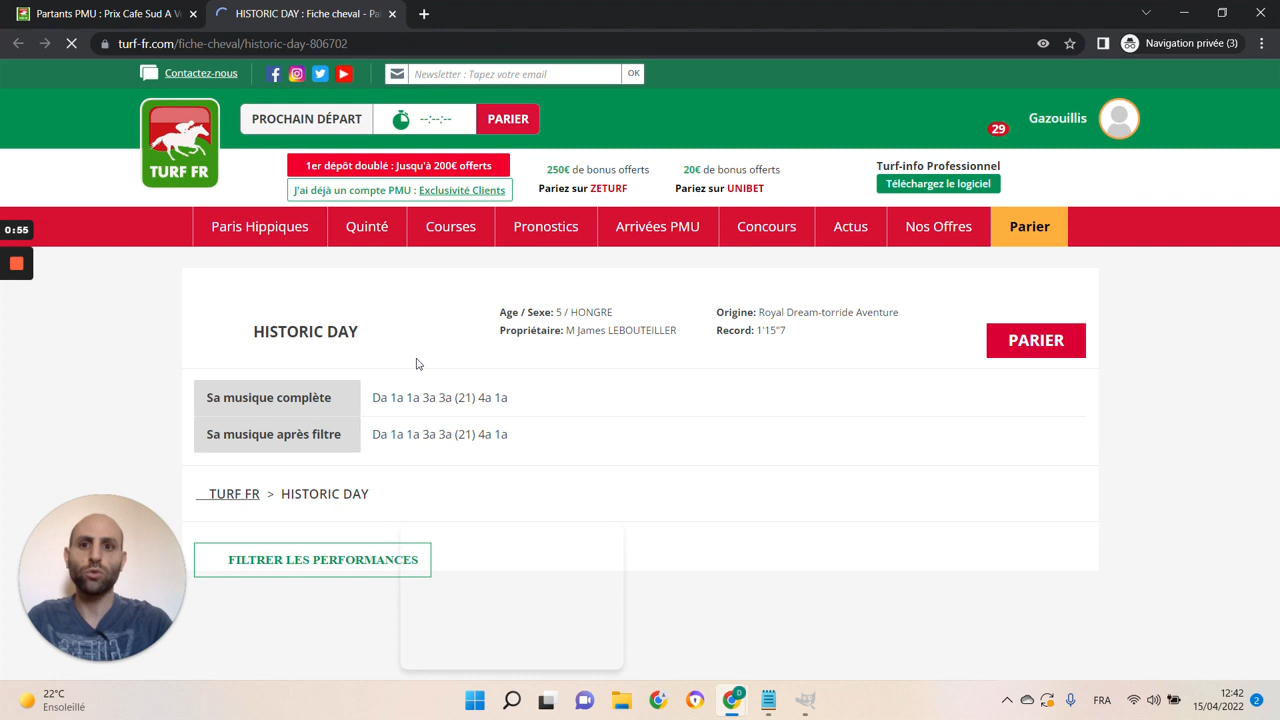 Partants PMU : Prix Cafe Sud A V
HISTORIC DAY : Fiche cheval - Pa
turf-fr.com/fiche-cheval/historic-day-806702
Navigation privée (3)
Contactez-nous
Newsletter : Tapez votre email
OK
PROCHAIN DÉPART
--:--:--
PARIER
29
Gazouillis
TURF FR
1er dépôt doublé : Jusqu'à 200€ offerts
J'ai déjà un compte PMU : Exclusivité Clients
250€ de bonus offerts
Pariez sur ZETURF
20€ de bonus offerts
Pariez sur UNIBET
Turf-info Professionnel
Téléchargez le logiciel
0:55
Paris Hippiques
Quinté
Courses
Pronostics
Arrivées PMU
Concours
Actus
Nos Offres
Parier
HISTORIC DAY
Age / Sexe: 5 / HONGRE
Propriétaire: M James LEBOUTEILLER
Origine: Royal Dream-torride Aventure
Record: 1'15"7
PARIER
Sa musique complète
Da 1a 1a 3a 3a (21) 4a 1a
Sa musique après filtre
Da 1a 1a 3a 3a (21) 4a 1a
TURF FR > HISTORIC DAY
FILTRER LES PERFORMANCES
22°C
Ensoleillé
FRA
12:42
15/04/2022
2